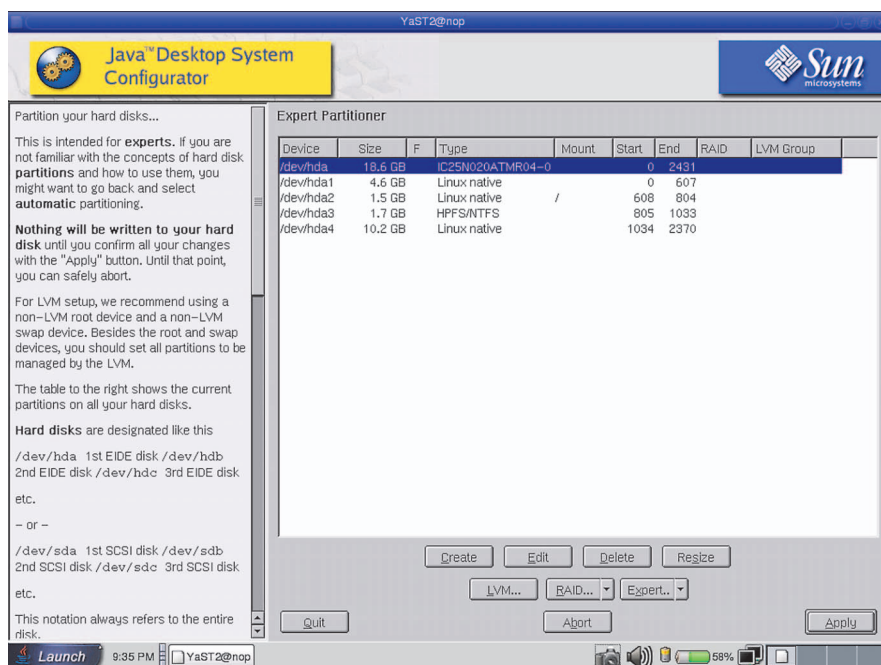 YaST2@nop
Java™Desktop System
Configurator
Sun
microsystems
Partition your hard disks...
This is intended for experts. If you are
not familiar with the concepts of hard disk
partitions and how to use them, you
might want to go back and select
automatic partitioning.
Nothing will be written to your hard
disk until you confirm all your changes
with the "Apply" button. Until that point,
you can safely abort.
For LVM setup, we recommend using a
non-LVM root device and a non-LVM
swap device. Besides the root and swap
devices, you should set all partitions to be
managed by the LVM.
The table to the right shows the current
partitions on all your hard disks.
Hard disks are designated like this
/dev/hda 1st EIDE disk /dev/hdb
2nd EIDE disk /dev/hdc 3rd EIDE disk
etc.
- or -
/dev/sda 1st SCSI disk /dev/sdb
2nd SCSI disk /dev/sdc 3rd SCSI disk
etc.
This notation always refers to the entire
disk.
Expert Partitioner
Device Size F Type Mount Start End RAID LVM Group
/dev/hda 18.6 GB IC25N020ATMR04-0 0 2431
/dev/hda1 4.6 GB Linux native 0 607
/dev/hda2 1.5 GB Linux native / 608 804
/dev/hda3 1.7 GB HPFS/NTFS 805 1033
/dev/hda4 10.2 GB Linux native 1034 2370
Create Edit Delete Resize
LVM... RAID... Expert..
Quit Abort Apply
Launch 9:35 PM YaST2@nop 58%